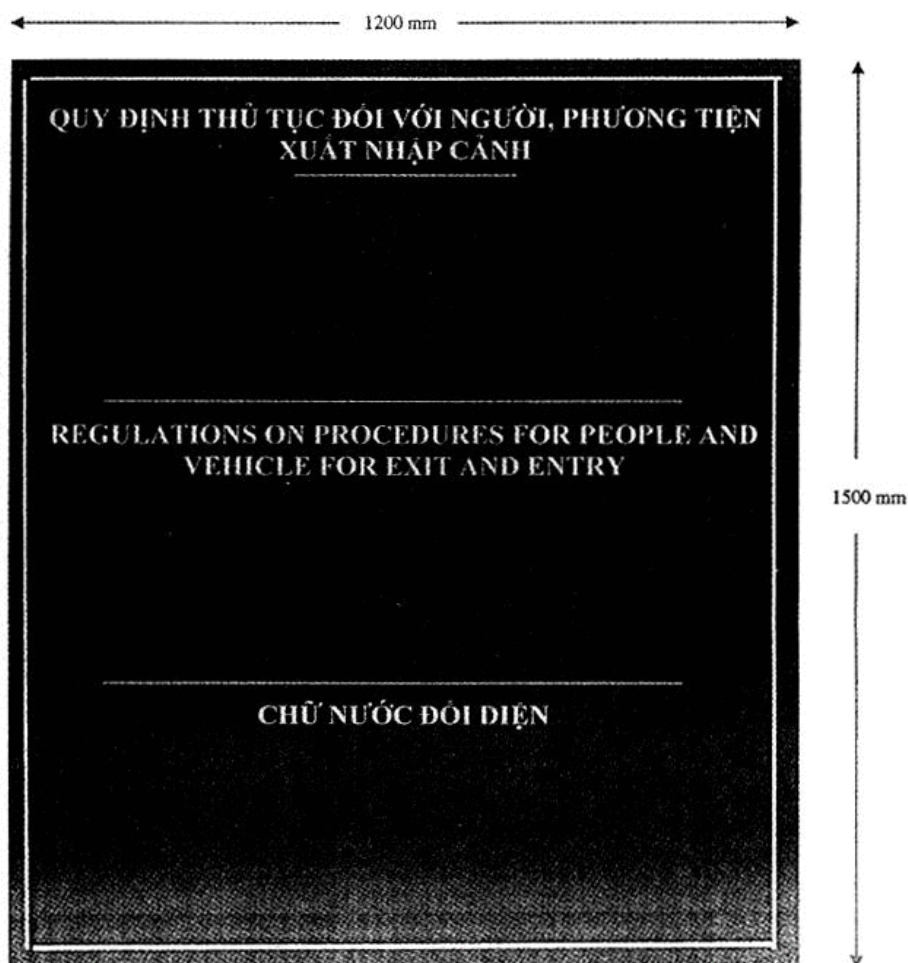 1200 mm
QUY ĐỊNH THỦ TỤC ĐỐI VỚI NGƯỜI, PHƯƠNG TIỆN
XUẤT NHẬP CẢNH
REGULATIONS ON PROCEDURES FOR PEOPLE AND
VEHICLE FOR EXIT AND ENTRY
1500 mm
CHỮ NƯỚC ĐỐI DIỆN